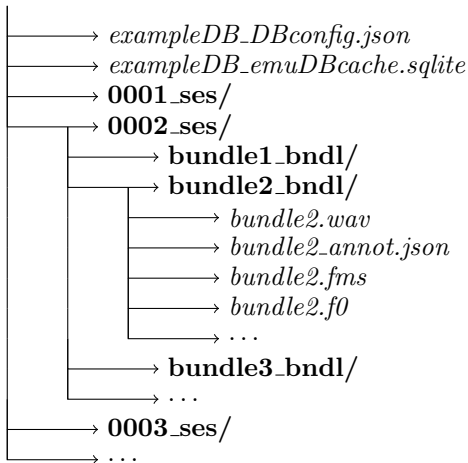 exampleDB_DBconfig.json
exampleDB_emuDBcache.sqlite
0001_ses/
0002_ses/
bundle1_bndl/
bundle2_bndl/
bundle2.wav
bundle2_annot.json
bundle2.fms
bundle2.f0
...
bundle3_bndl/
...
0003_ses/
...